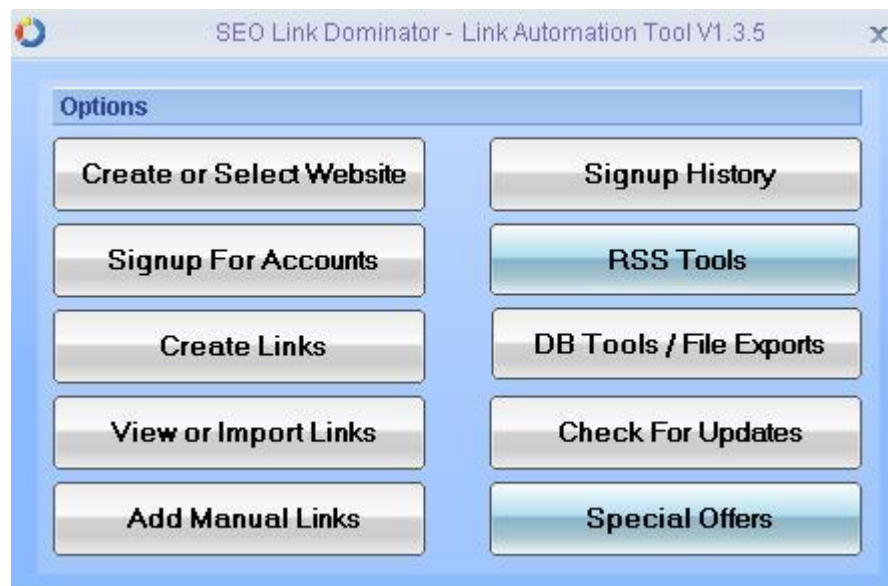 SEO Link Dominator - Link Automation Tool V1.3.5
Options
Create or Select Website
Signup History
Signup For Accounts
RSS Tools
Create Links
DB Tools / File Exports
View or Import Links
Check For Updates
Add Manual Links
Special Offers